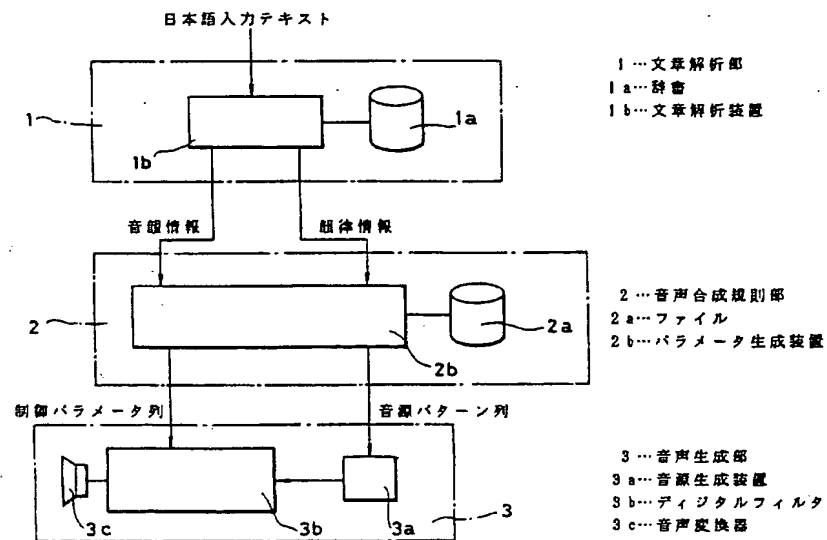 日本語入力テキスト
1…文章解析部
1a…辞書
1b…文章解析装置
1
1a
1b
音韻情報
韻律情報
2…音声合成規則部
2a…ファイル
2b…パラメータ生成装置
2
2a
2b
制御パラメータ列
音源パターン列
3…音声生成部
3a…音源生成装置
3b…ディジタルフィルタ
3c…音声変換器
3c
3b
3a
3